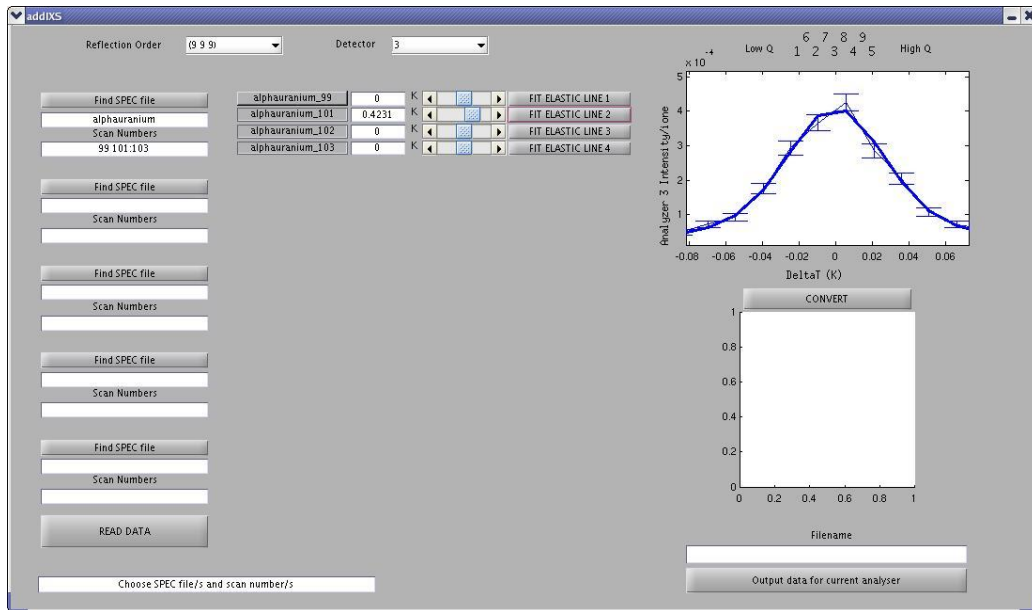 addIXS
Reflection Order (9 9 9) Detector 3
Find SPEC file
alphauranium
Scan Numbers
99 101:103
alphauranium_99 0 K FIT ELASTIC LINE 1
alphauranium_101 0.4231 K FIT ELASTIC LINE 2
alphauranium_102 0 K FIT ELASTIC LINE 3
alphauranium_103 0 K FIT ELASTIC LINE 4
Find SPEC file
Scan Numbers
Find SPEC file
Scan Numbers
Find SPEC file
Scan Numbers
Find SPEC file
Scan Numbers
READ DATA
Choose SPEC file/s and scan number/s
6 7 8 9
Low Q 1 2 3 4 5 High Q
x 10 -4
5
4
3
2
1
Analyzer 3 Intensity/ione
-0.08 -0.06 -0.04 -0.02 0 0.02 0.04 0.06
DeltaT (K)
CONVERT
1
0.8
0.6
0.4
0.2
0
0 0.2 0.4 0.6 0.8 1
Filename
Output data for current analyser